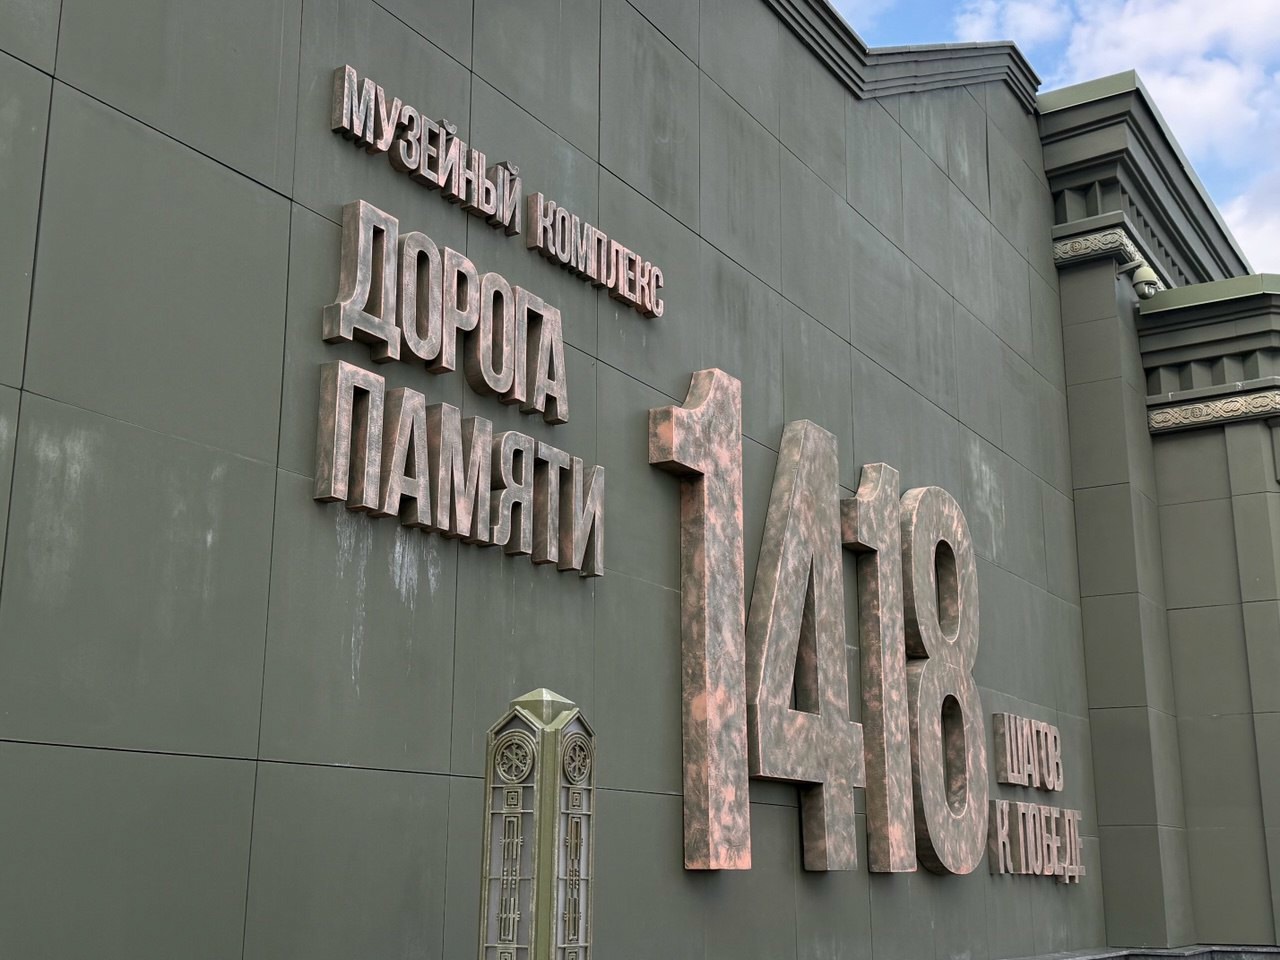 МУЗЕЙНЫЙ КОМПЛЕКС
ДОРОГА
ПАМЯТИ
1418
ШАГОВ
К ПОБЕДЕ